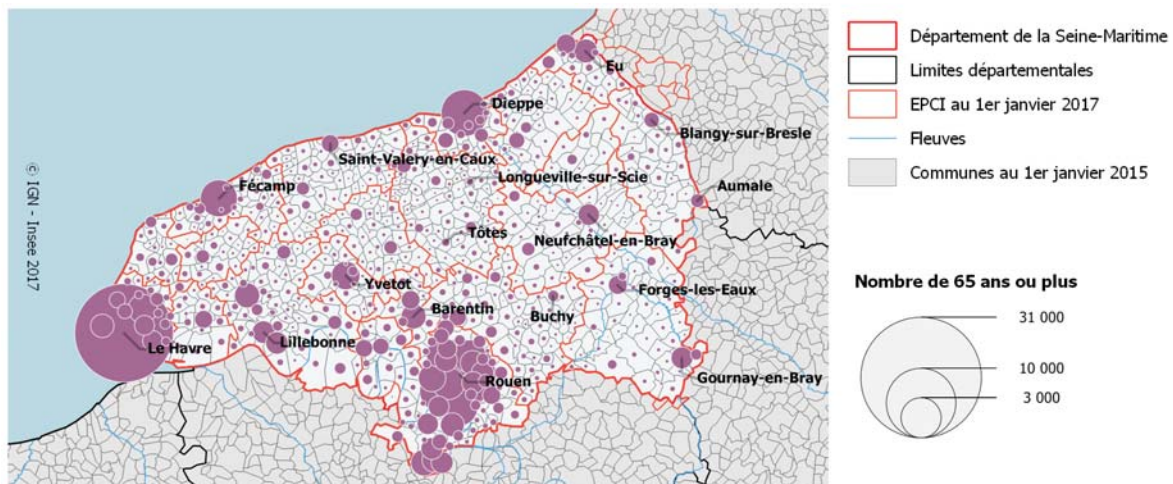 Département de la Seine-Maritime
Limites départementales
EPCI au 1er janvier 2017
Fleuves
Communes au 1er janvier 2015
Nombre de 65 ans ou plus
31 000
10 000
3 000
© IGN - Insee 2017
Eu
Dieppe
Blangy-sur-Bresle
Saint-Valery-en-Caux
Longueville-sur-Scie
Aumale
Fécamp
Tôtes
Neufchâtel-en-Bray
Yvetot
Forges-les-Eaux
Barentin
Buchy
Lillebonne
Le Havre
Rouen
Gournay-en-Bray